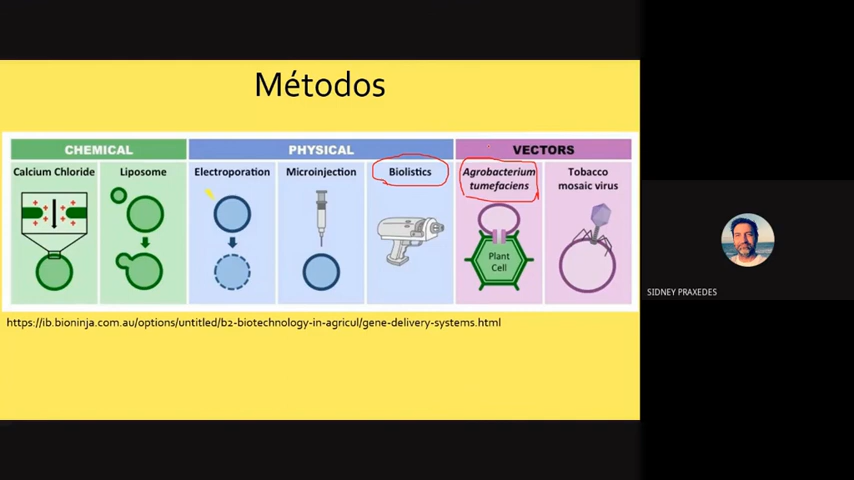 Métodos
CHEMICAL PHYSICAL VECTORS
Calcium Chloride Liposome Electroporation Microinjection Biolistics Agrobacterium tumefaciens Tobacco mosaic virus
Plant
Cell
https://ib.bioninja.com.au/options/untitled/b2-biotechnology-in-agricul/gene-delivery-systems.html
SIDNEY PRAXEDES